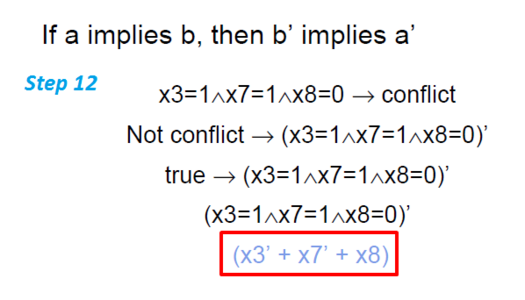 If a implies b, then b’ implies a’
Step 12
x3=1∧x7=1∧x8=0 → conflict
Not conflict → (x3=1∧x7=1∧x8=0)’
true → (x3=1∧x7=1∧x8=0)’
(x3=1∧x7=1∧x8=0)’
(x3’ + x7’ + x8)